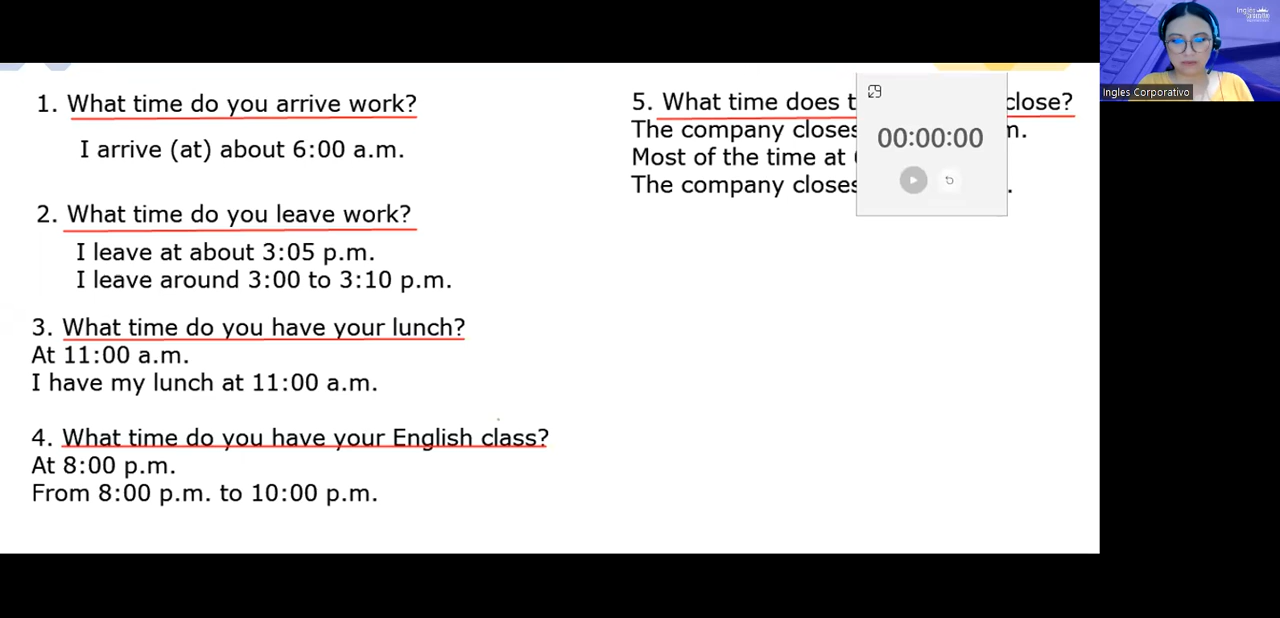 1. What time do you arrive work?
I arrive (at) about 6:00 a.m.
2. What time do you leave work?
I leave at about 3:05 p.m.
I leave around 3:00 to 3:10 p.m.
3. What time do you have your lunch?
At 11:00 a.m.
I have my lunch at 11:00 a.m.
4. What time do you have your English class?
At 8:00 p.m.
From 8:00 p.m. to 10:00 p.m.
5. What time does close?
The company closes
Most of the time at
The company closes
00:00:00
Inglés
Ingles Corporativo